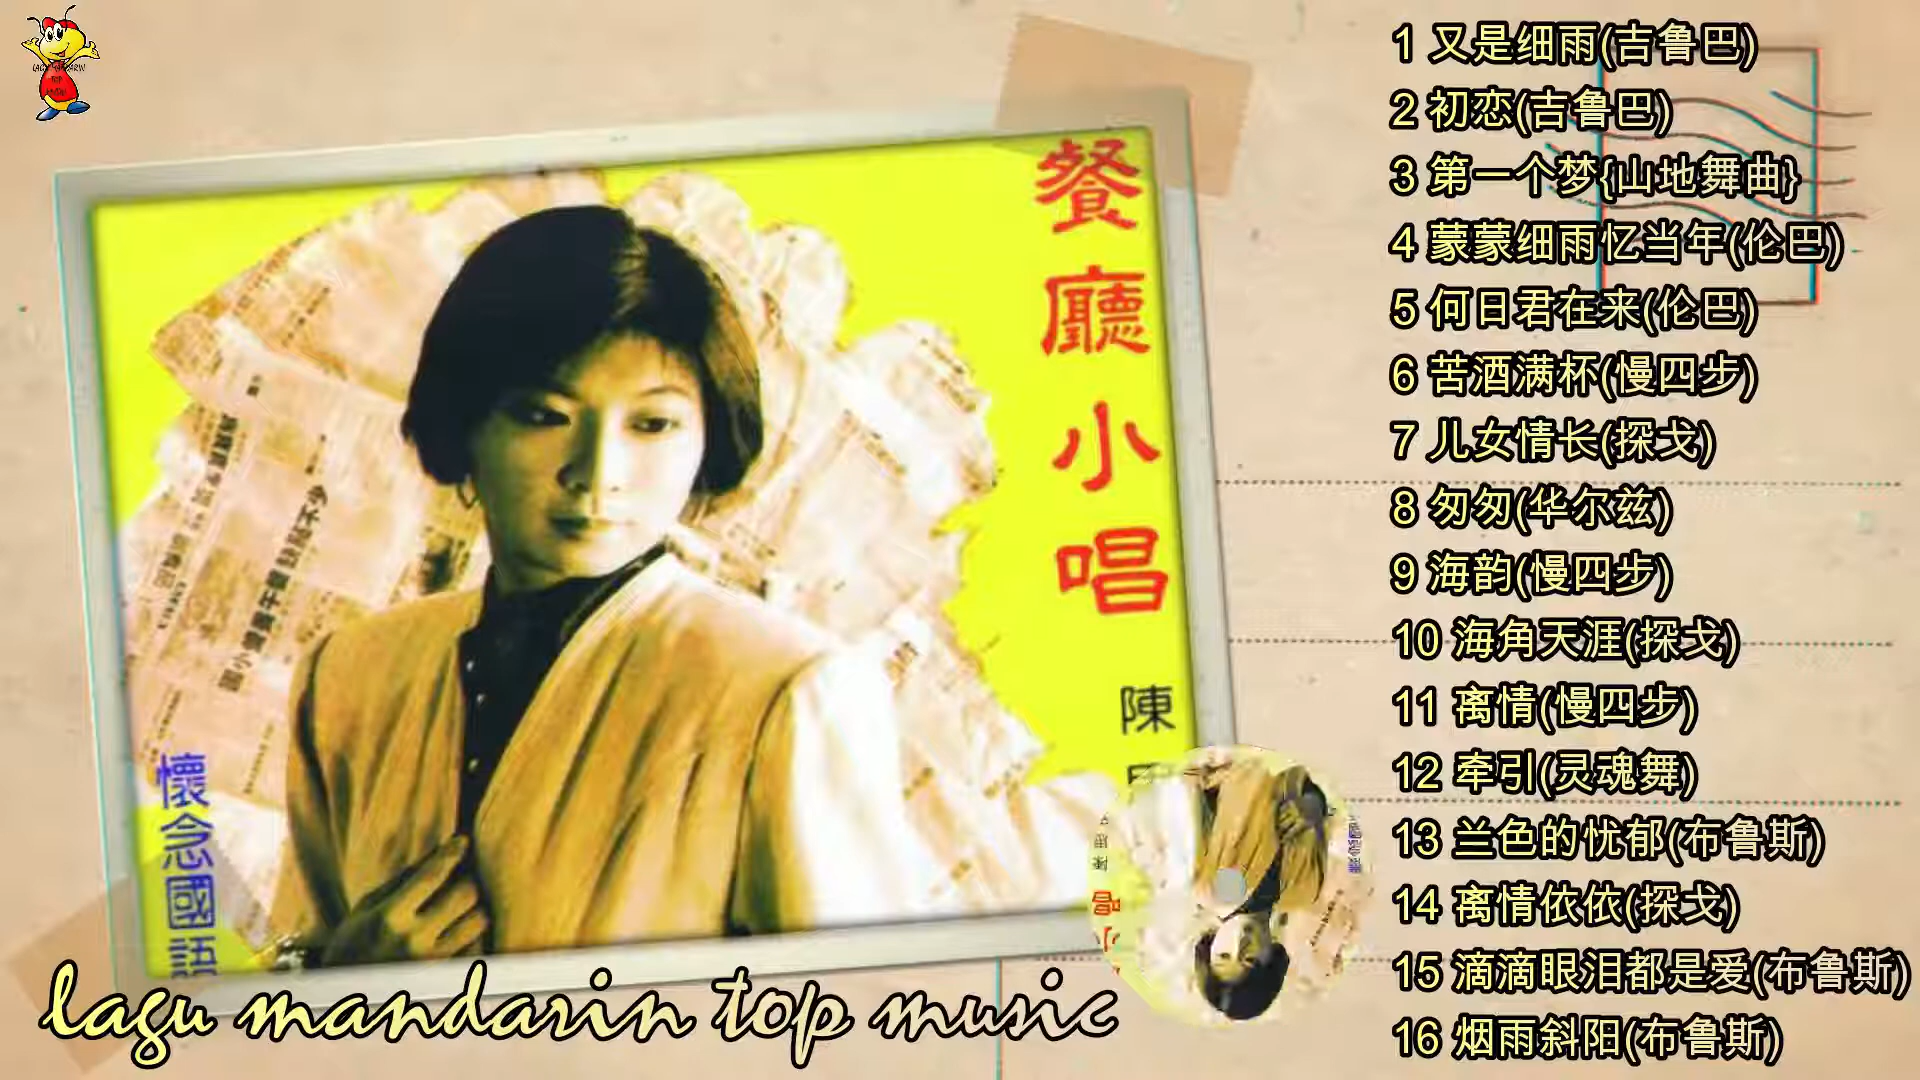 餐廳小唱
陳
懷念國語
lagu mandarin top music
1 又是细雨(吉鲁巴)
2 初恋(吉鲁巴)
3 第一个梦{山地舞曲}
4 蒙蒙细雨忆当年(伦巴)
5 何日君在来(伦巴)
6 苦酒满杯(慢四步)
7 儿女情长(探戈)
8 匆匆(华尔兹)
9 海韵(慢四步)
10 海角天涯(探戈)
11 离情(慢四步)
12 牵引(灵魂舞)
13 兰色的忧郁(布鲁斯)
14 离情依依(探戈)
15 滴滴眼泪都是爱(布鲁斯)
16 烟雨斜阳(布鲁斯)